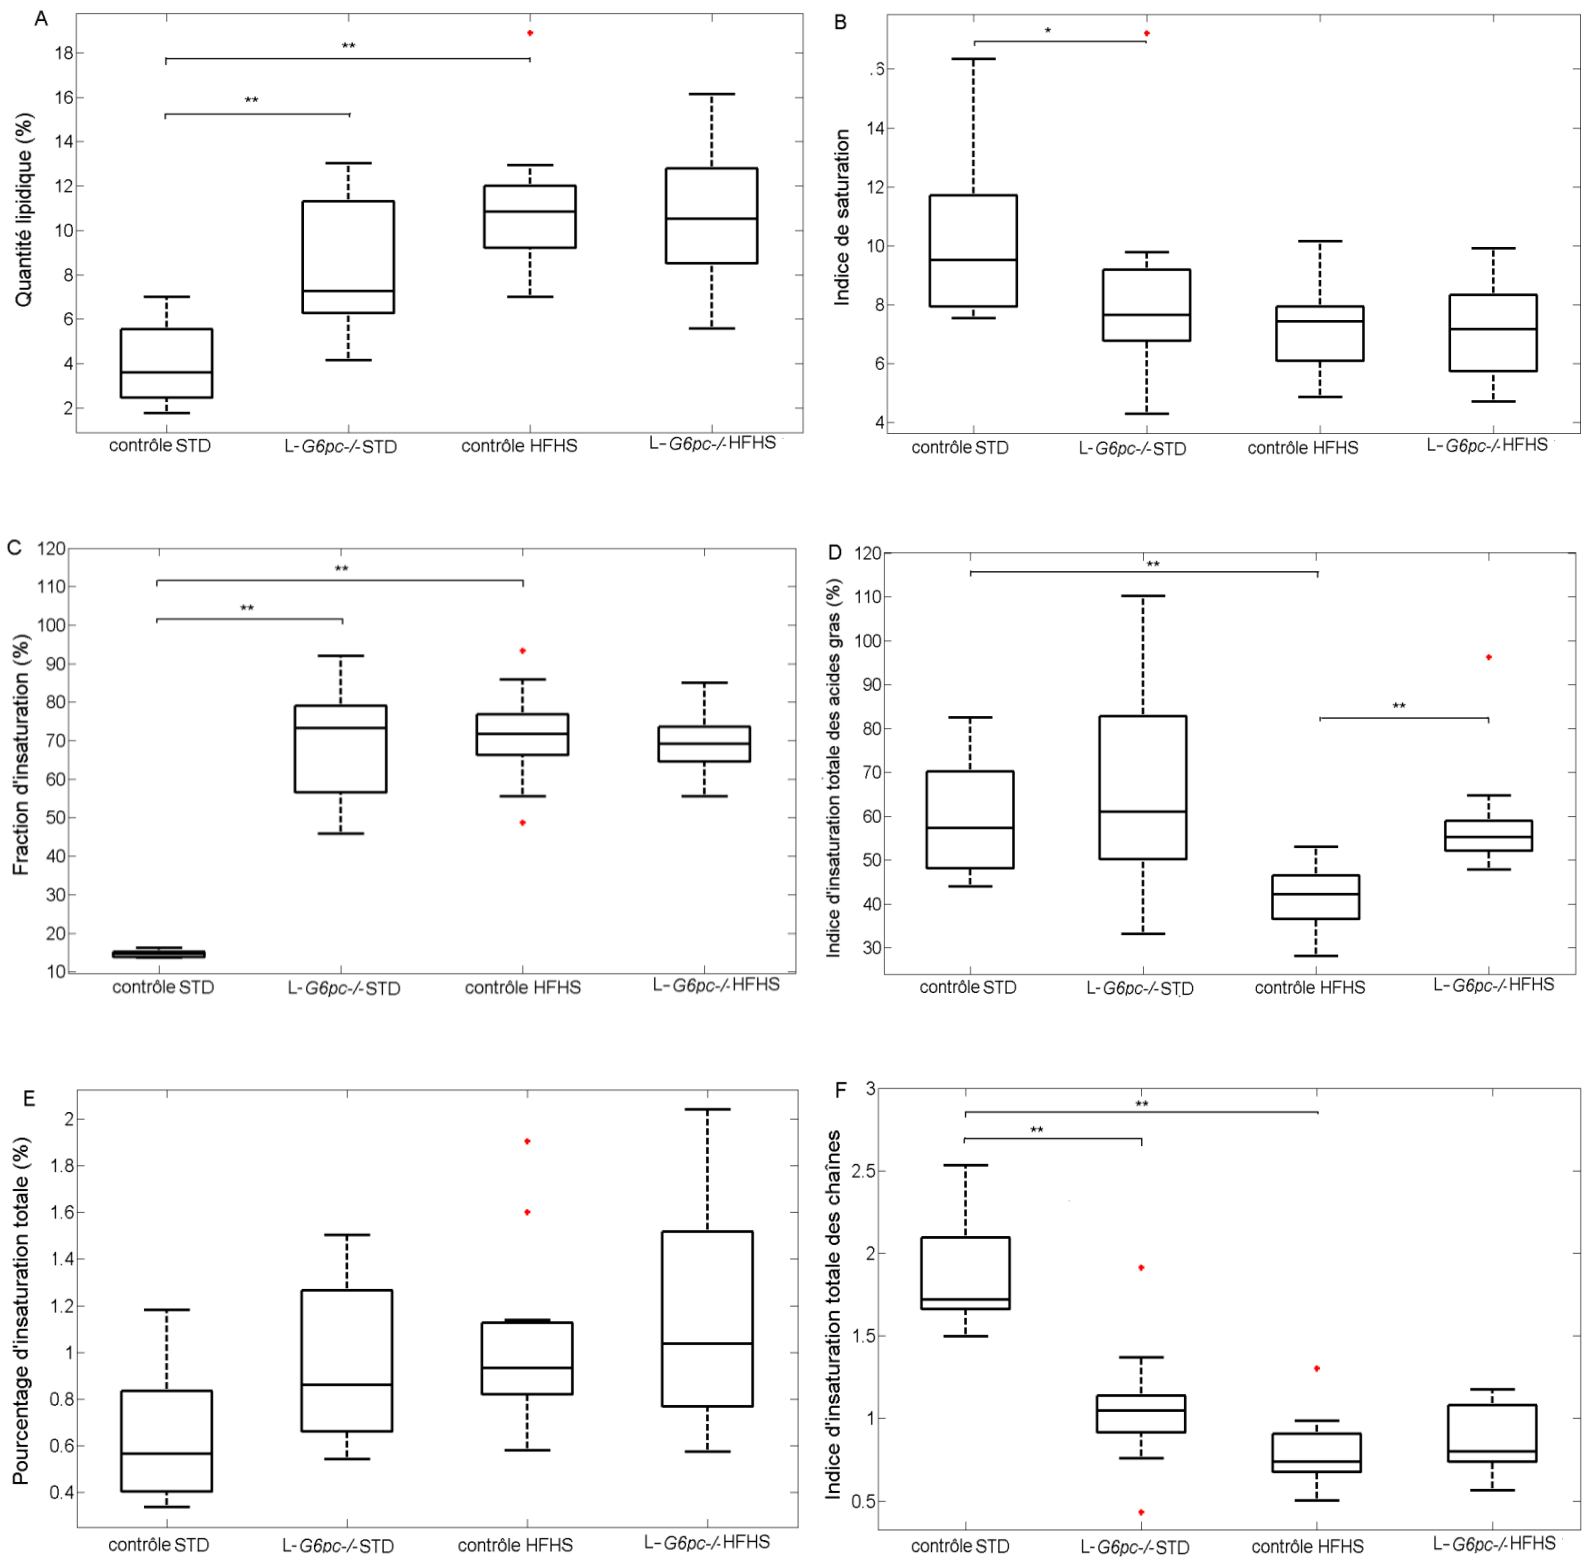 A
Quantité lipidique (%)
18
16
14
12
10
8
6
4
2
**
**
contrôle STD
L-G6pc-/-STD
contrôle HFHS
L-G6pc-/-HFHS
B
Indice de saturation
.6
14
12
10
8
6
4
*
contrôle STD
L-G6pc-/-STD
contrôle HFHS
L-G6pc-/-HFHS
C
Fraction d'insaturation (%)
120
110
100
90
80
70
60
50
40
30
20
10
**
**
contrôle STD
L-G6pc-/-STD
contrôle HFHS
L-G6pc-/-HFHS
D
Indice d'insaturation totale des acides gras (%)
120
110
100
90
80
70
60
50
40
30
**
**
contrôle STD
L-G6pc-/-STD
contrôle HFHS
L-G6pc-/-HFHS
E
Pourcentage d'insaturation totale (%)
2
1.8
1.6
1.4
1.2
1
0.8
0.6
0.4
contrôle STD
L-G6pc-/-STD
contrôle HFHS
L-G6pc-/-HFHS
F
Indice d'insaturation totale des chaînes
3
2.5
2
1.5
1
0.5
**
**
contrôle STD
L-G6pc-/-STD
contrôle HFHS
L-G6pc-/-HFHS